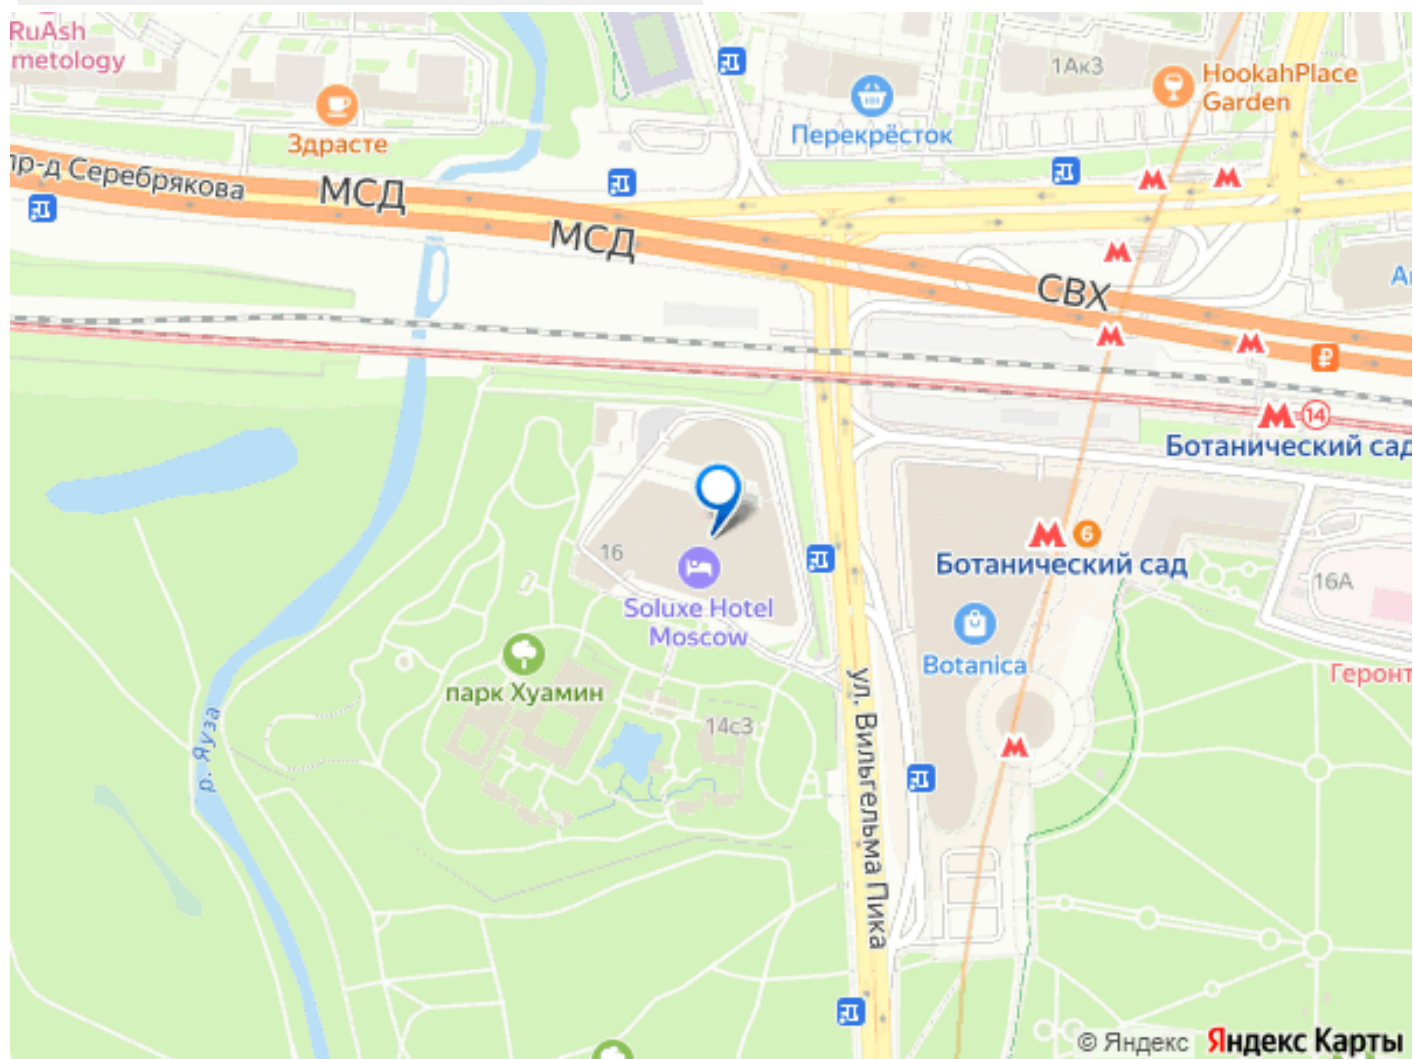 RuAsh
metology
1Ак3
HookahPlace
Garden
Здрасте
Перекрёсток
пр-д Серебрякова
МСД
МСД
СВХ
14
Ботанический сад
16
6
Ботанический сад
16А
Soluxe Hotel
Moscow
Botanica
Геронт
парк Хуамин
14с3
р. Яуза
ул. Вильгельма Пика
© Яндекс Яндекс Карты